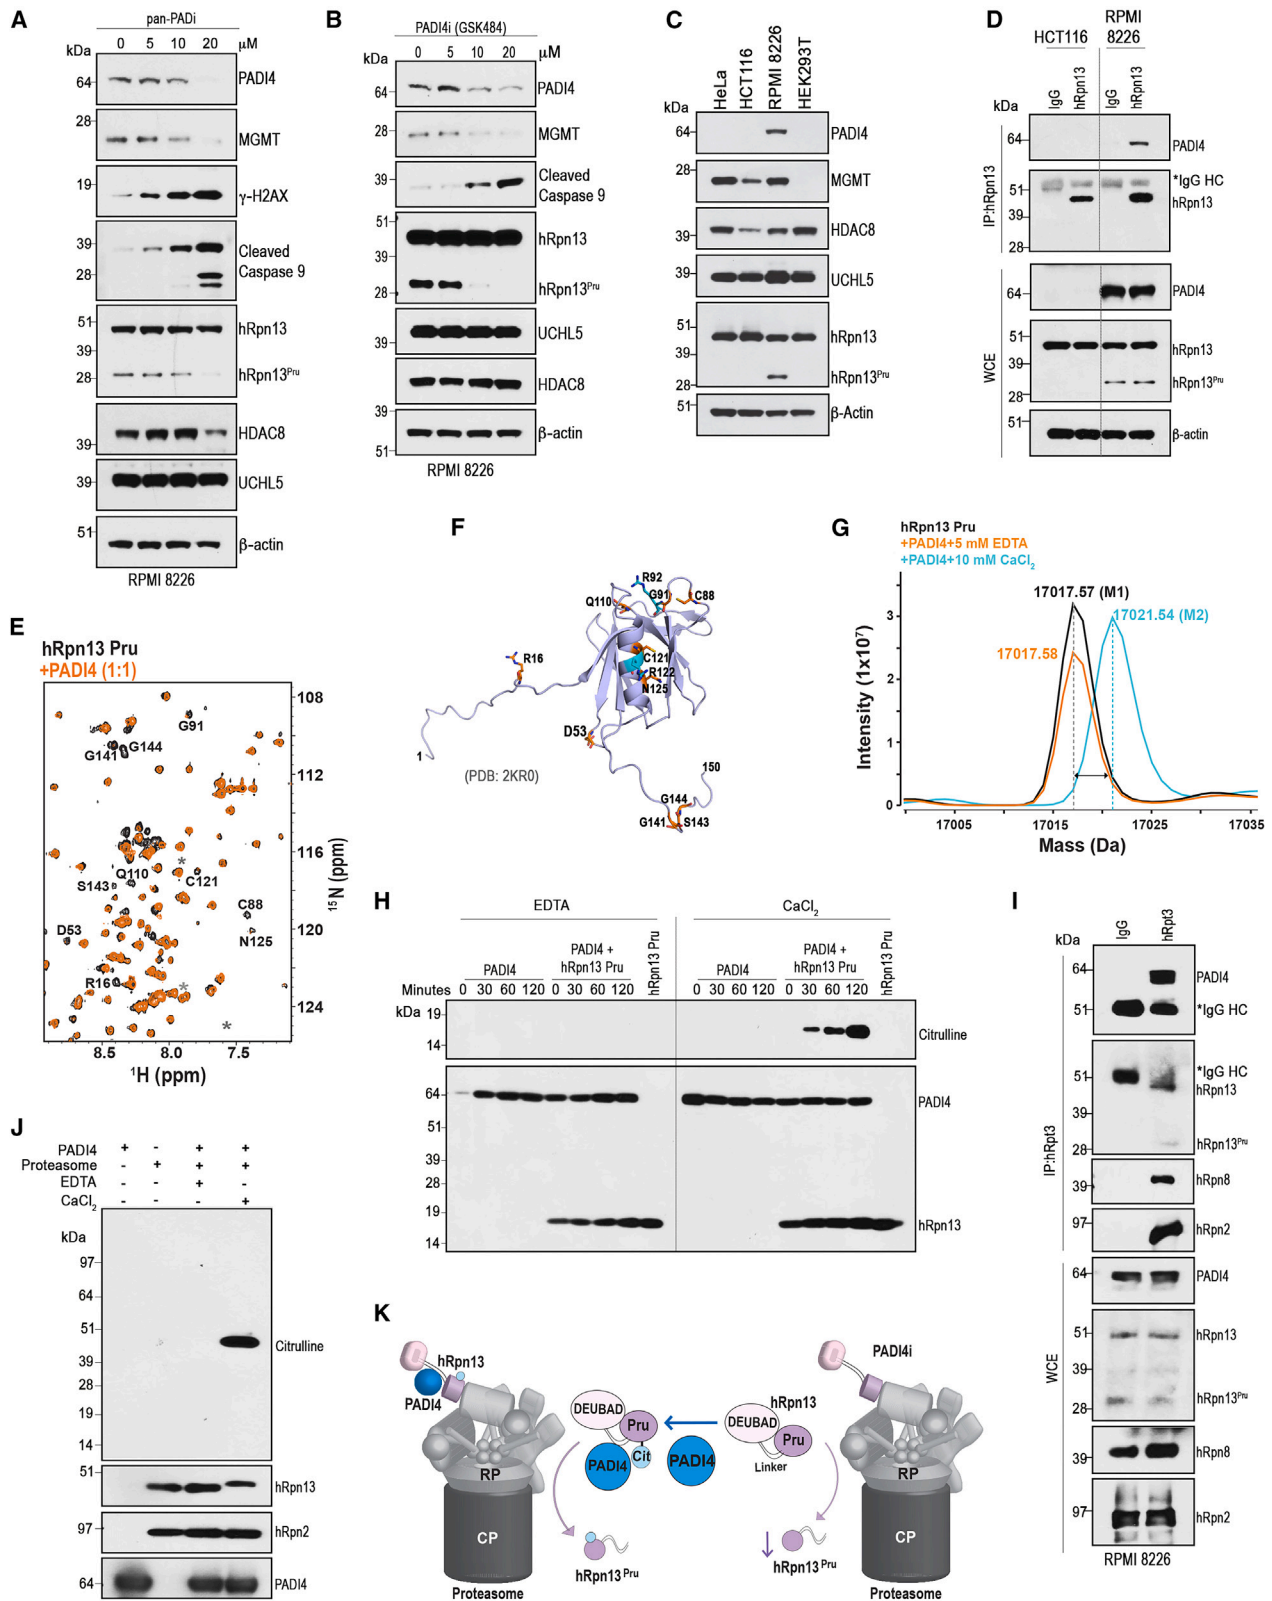 A
pan-PADi
kDa 0 5 10 20 μM
64 PADI4
28 MGMT
19 γ-H2AX
39 Cleaved
28 Caspase 9
51 hRpn13
39
28 hRpn13Pru
39 HDAC8
39 UCHL5
51 β-actin
RPMI 8226
B
PADI4i (GSK484)
kDa 0 5 10 20 μM
64 PADI4
28 MGMT
39 Cleaved
Caspase 9
51 hRpn13
39
28 hRpn13Pru
39 UCHL5
HDAC8
39 β-actin
51
RPMI 8226
C
HeLa HCT116 RPMI 8226 HEK293T
kDa
64 PADI4
28 MGMT
39 HDAC8
39 UCHL5
51 hRpn13
39
28 hRpn13Pru
51 β-Actin
D
HCT116 RPMI
8226
IgG hRpn13 IgG hRpn13
kDa
IP:hRpn13
64 PADI4
*IgG HC
51 hRpn13
39
28
WCE
64 PADI4
51 hRpn13
39
hRpn13Pru
28
51 β-actin
E
hRpn13 Pru
+PADI4 (1:1)
G91
G141 G144
Q110
S143 C121
C88
D53 N125
R16
*
*
*
108
112
116
120
124
15N (ppm)
8.5 8.0 7.5
1H (ppm)
F
R92
G91 C88
Q110
C121
R16
R122
N125
D53
1
(PDB: 2KR0)
150
G144
G141 S143
G
hRpn13 Pru
+PADI4+5 mM EDTA
+PADI4+10 mM CaCl2
17017.57 (M1)
17021.54 (M2)
17017.58
3
2
1
0
Intensity (1x10⁷)
17005 17015 17025 17035
Mass (Da)
H
EDTA CaCl2
PADI4 PADI4 + hRpn13 Pru hRpn13 Pru PADI4 PADI4 + hRpn13 Pru hRpn13 Pru
Minutes 0 30 60 120 0 30 60 120 0 30 60 120 0 30 60 120
kDa
19 Citrulline
14
64 PADI4
51
39
28
19 hRpn13
14
I
IgG hRpt3
kDa
IP:hRpt3
64 PADI4
51 *IgG HC
*IgG HC
51 hRpn13
39
28 hRpn13Pru
39 hRpn8
97 hRpn2
WCE
64 PADI4
51 hRpn13
39
28 hRpn13Pru
39 hRpn8
97 hRpn2
RPMI 8226
J
PADI4 + - + +
Proteasome - + + +
EDTA - - + -
CaCl2 - - - +
kDa
97
64
51 Citrulline
39
28
19
14
51 hRpn13
97 hRpn2
64 PADI4
K
hRpn13
PADI4
RP
CP
Proteasome
DEUBAD
Pru
PADI4 Cit
hRpn13 Pru
PADI4
hRpn13
DEUBAD
Pru
Linker
↓ hRpn13 Pru
PADI4i
RP
CP
Proteasome